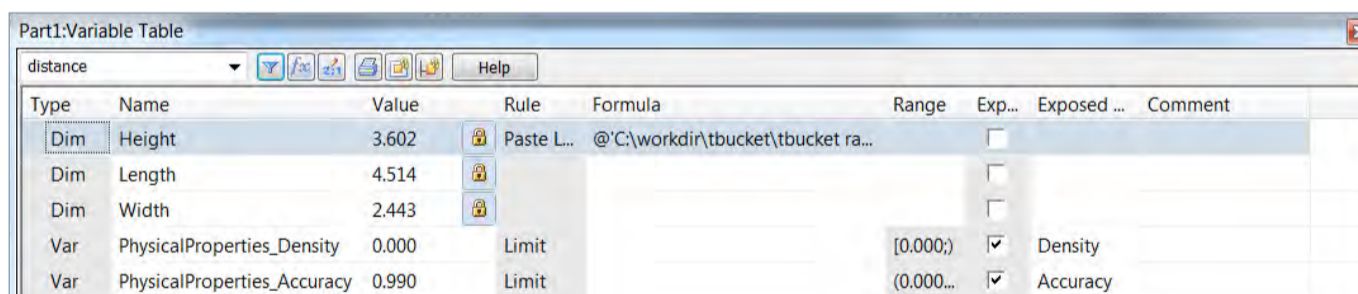 Part1:Variable Table
distance Help
Type Name Value Rule Formula Range Exp... Exposed ... Comment
Dim Height 3.602 Paste L... @'C:\workdir\tbucket\tbucket ra...
Dim Length 4.514
Dim Width 2.443
Var PhysicalProperties_Density 0.000 Limit [0.000;) Density
Var PhysicalProperties_Accuracy 0.990 Limit (0.000... Accuracy